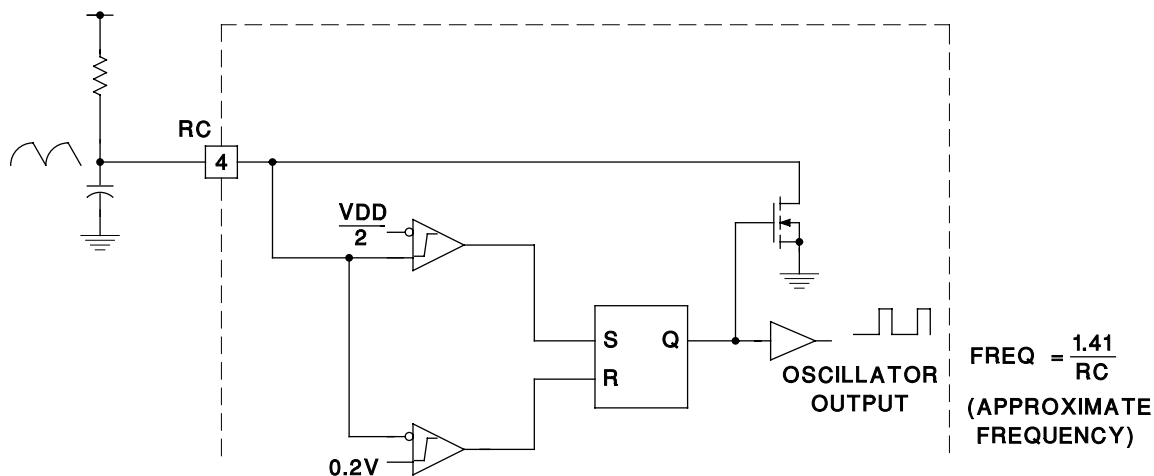 RC
4
VDD
2
S
Q
R
0.2V
OSCILLATOR
OUTPUT
FREQ = 1.41
RC
(APPROXIMATE
FREQUENCY)